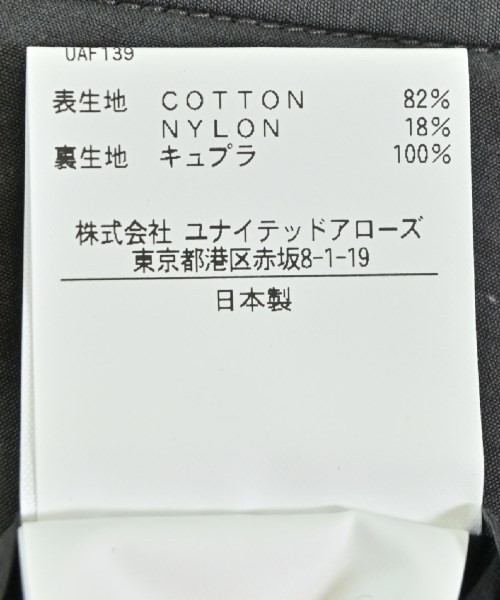 UAF139
表生地 COTTON 82%
NYLON 18%
裏生地 キュプラ 100%
株式会社 ユナイテッドアローズ
東京都港区赤坂8-1-19
日本製